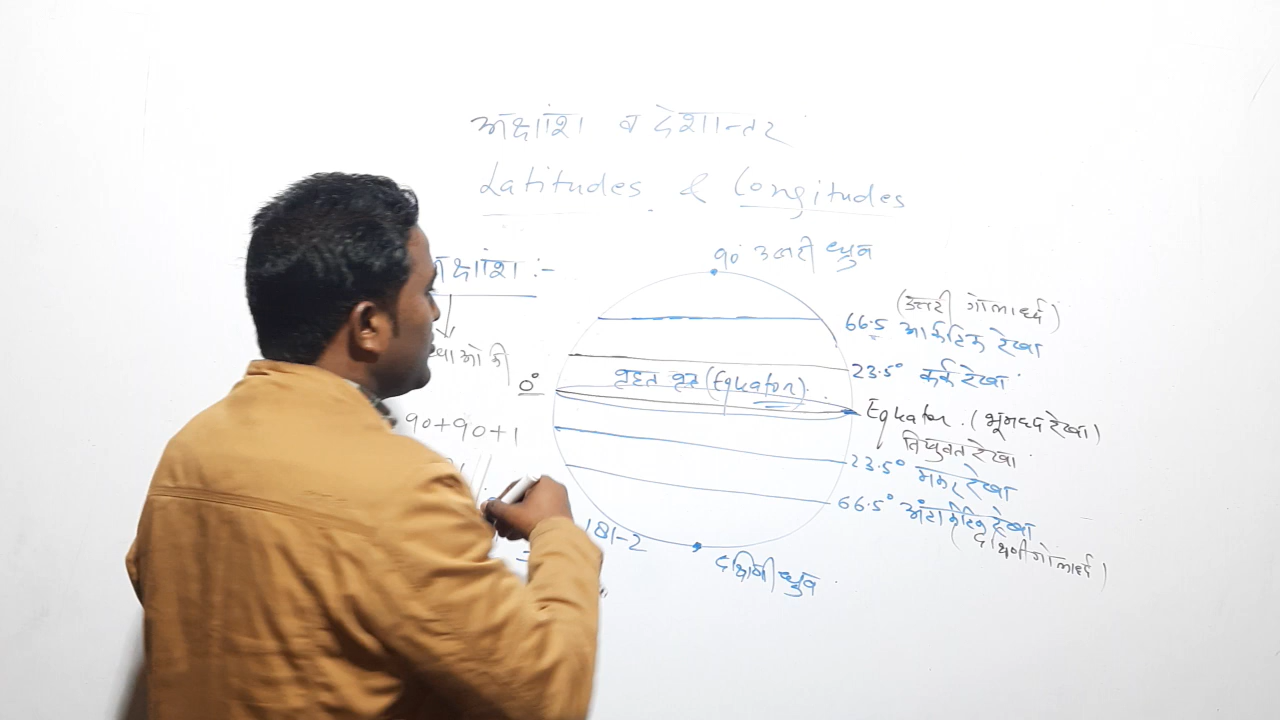 अक्षांश व देशान्तर
Latitudes & Longitudes
क्षांश :-
90° उत्तरी ध्रुव
(उत्तरी गोलार्ध)
66.5 आर्कटिक रेखा
23.5° कर्क रेखा
वृहत वृत्त (Equator).
0°
Equator. (भूमध्य रेखा)
विषुवत रेखा
90+90+1
23.5° मकर रेखा
66.5° अंटार्कटिक रेखा
(दक्षिणी गोलार्ध)
181-2
दक्षिणी ध्रुव